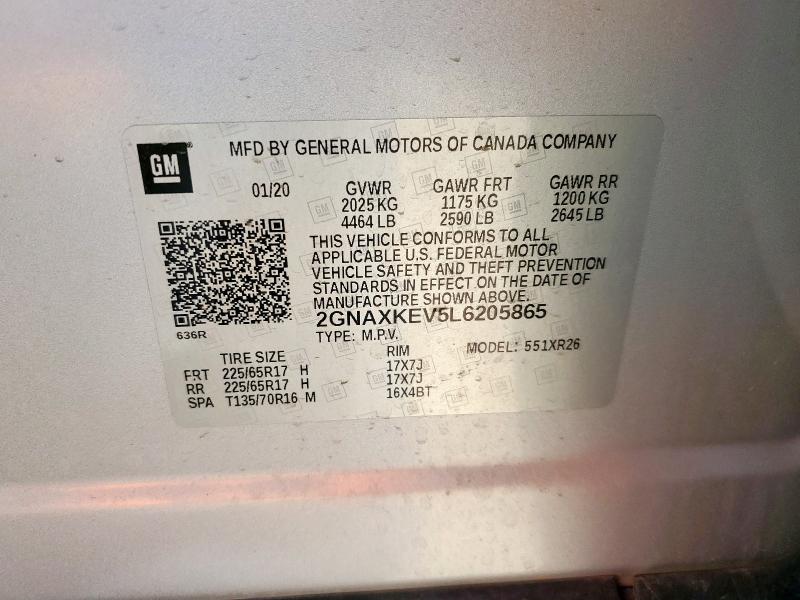 GM
MFD BY GENERAL MOTORS OF CANADA COMPANY
01/20 GVWR GAWR FRT GAWR RR
2025 KG 1175 KG 1200 KG
4464 LB 2590 LB 2645 LB
THIS VEHICLE CONFORMS TO ALL
APPLICABLE U.S. FEDERAL MOTOR
VEHICLE SAFETY AND THEFT PREVENTION
STANDARDS IN EFFECT ON THE DATE OF
MANUFACTURE SHOWN ABOVE.
2GNAXKEV5L6205865
636R
TYPE: M.P.V. MODEL: 551XR26
TIRE SIZE RIM
FRT 225/65R17 H 17X7J
RR 225/65R17 H 17X7J
SPA T135/70R16 M 16X4BT